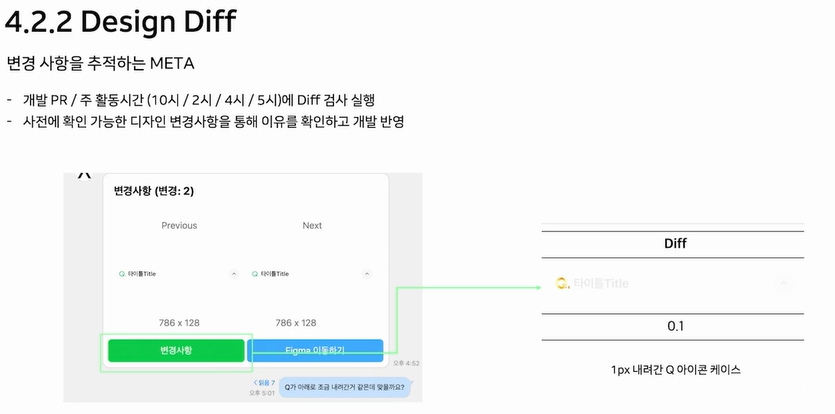 4.2.2 Design Diff
변경 사항을 추적하는 META
- 개발 PR / 주 활동시간 (10시 / 2시 / 4시 / 5시)에 Diff 검사 실행
- 사전에 확인 가능한 디자인 변경사항을 통해 이유를 확인하고 개발 반영
변경사항 (변경: 2)
Previous Next
타이틀Title 타이틀Title
786 x 128 786 x 128
변경사항 Figma 이동하기
오후 4:52
읽음 7
오후 5:01
Q가 아래로 조금 내려간거 같은데 맞을까요?
Diff
Q. 타이틀Title
0.1
1px 내려간 Q 아이콘 케이스